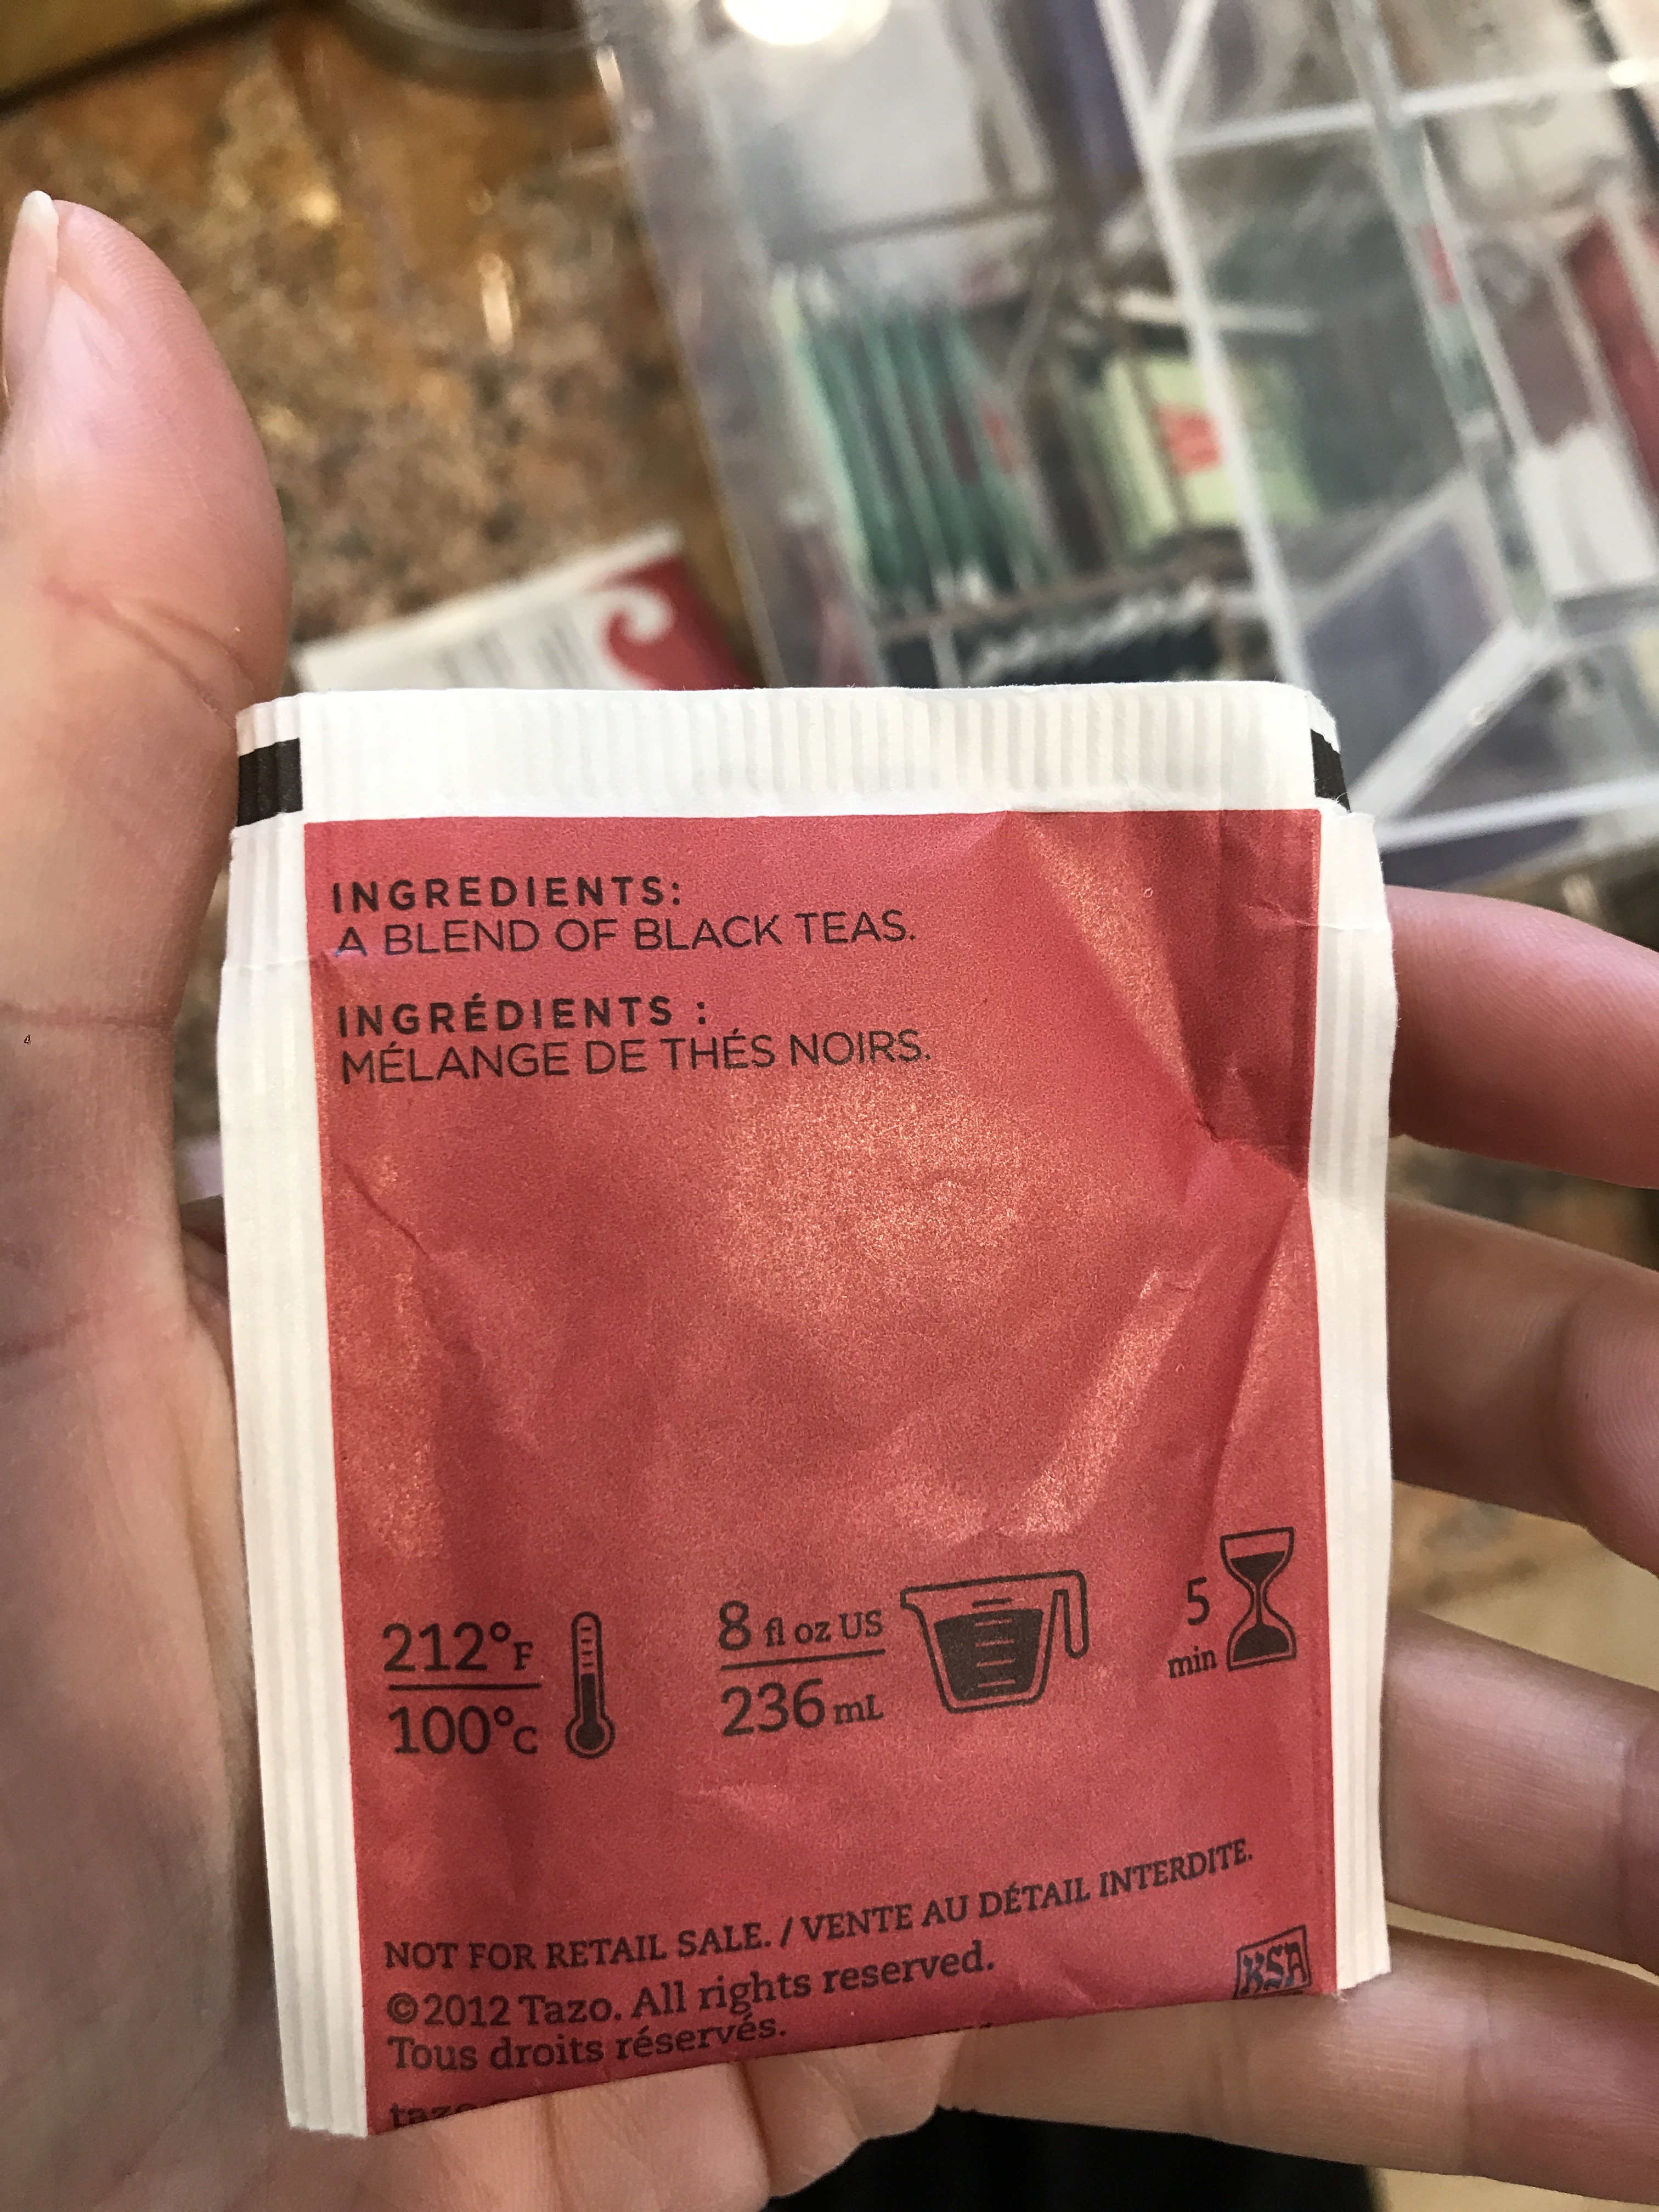 INGREDIENTS:
A BLEND OF BLACK TEAS.
INGRÉDIENTS :
MÉLANGE DE THÉS NOIRS.
212°F
100°C
8 fl oz US
236 mL
5
min
NOT FOR RETAIL SALE. / VENTE AU DÉTAIL INTERDITE.
©2012 Tazo. All rights reserved.
Tous droits réservés.
KSA